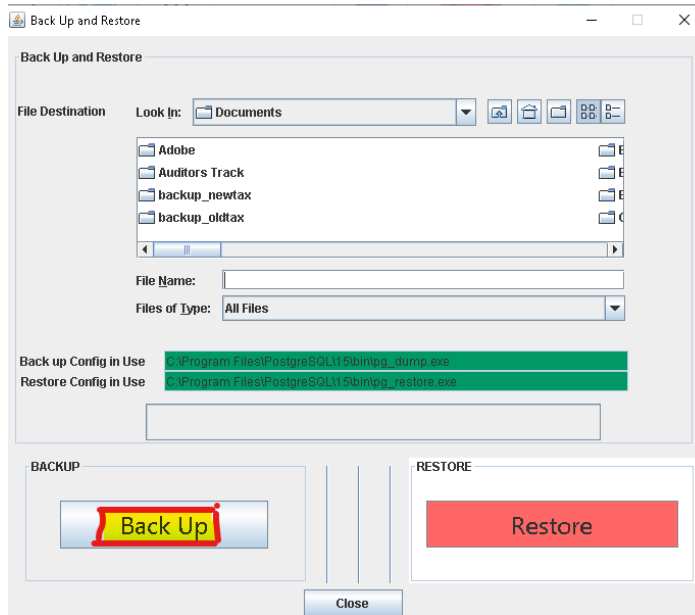 Back Up and Restore
Back Up and Restore
File Destination Look In: Documents
Adobe E
Auditors Track E
backup_newtax E
backup_oldtax
File Name:
Files of Type: All Files
Back up Config in Use C:\Program Files\PostgreSQL\15\bin\pg_dump.exe
Restore Config in Use C:\Program Files\PostgreSQL\15\bin\pg_restore.exe
BACKUP RESTORE
Back Up Restore
Close